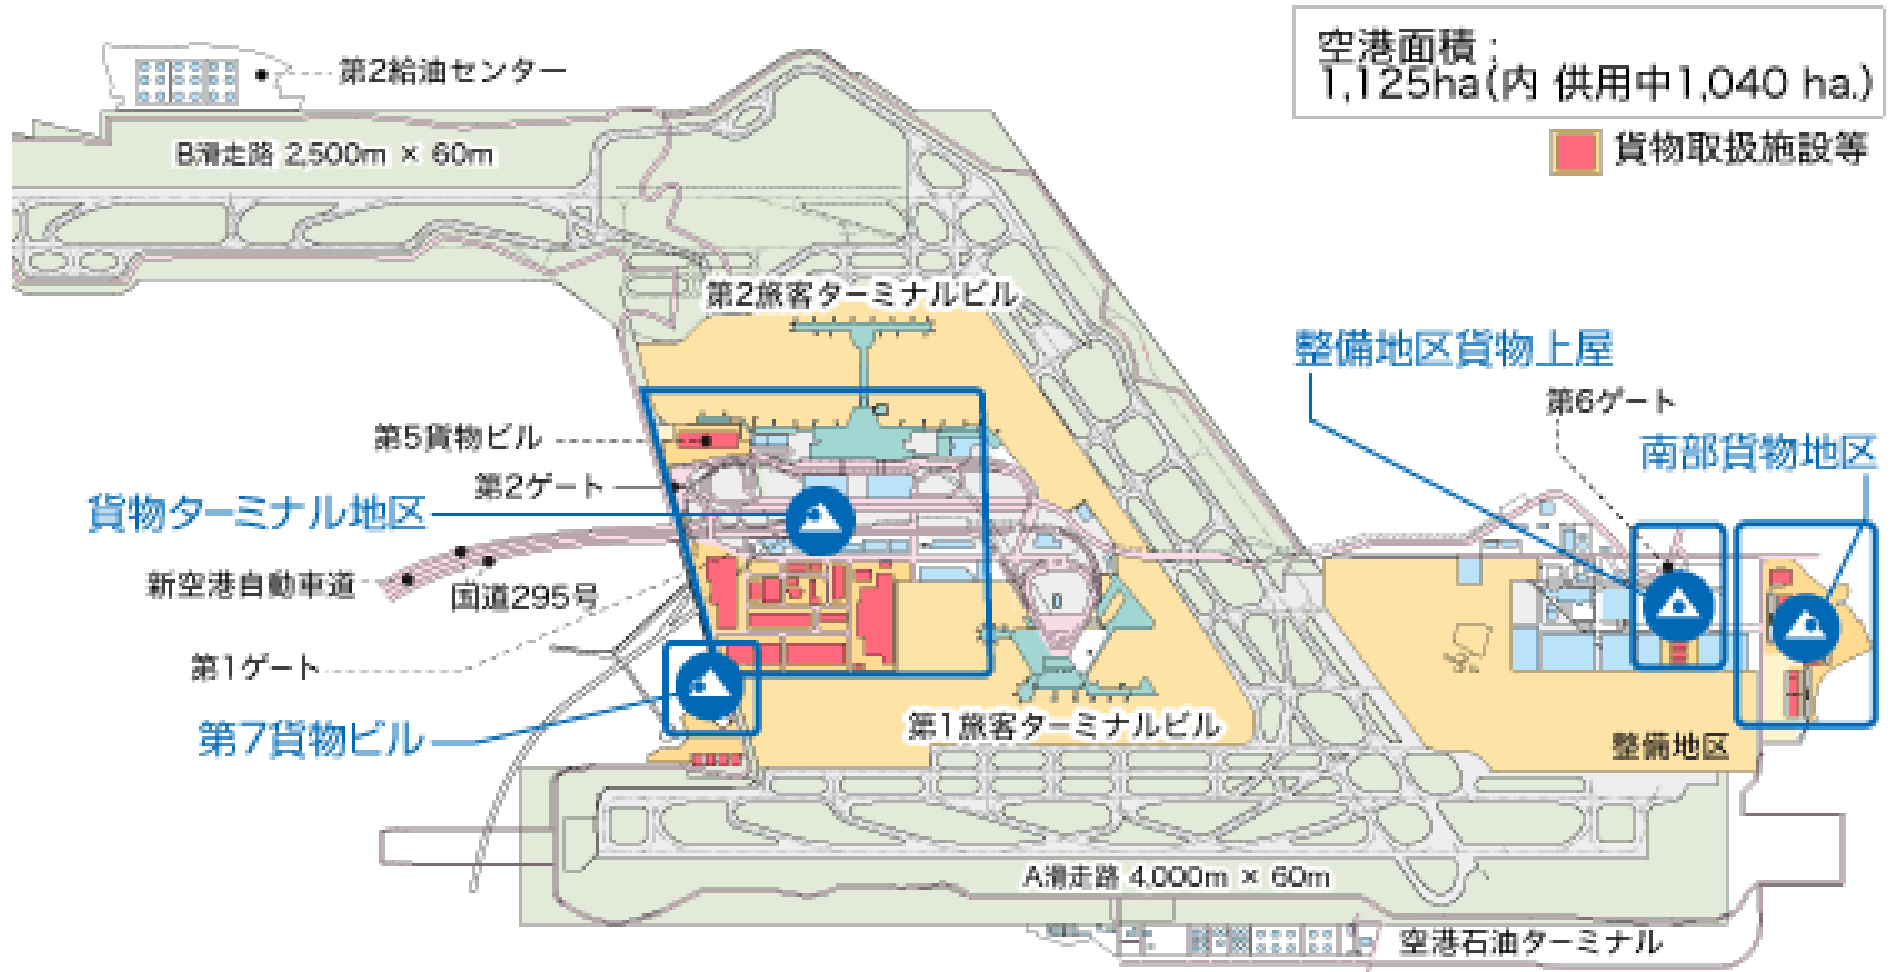 空港面積：
1,125ha(内 供用中1,040 ha.)
貨物取扱施設等
第2給油センター
B滑走路 2,500m × 60m
第2旅客ターミナルビル
整備地区貨物上屋
第6ゲート
南部貨物地区
第5貨物ビル
第2ゲート
貨物ターミナル地区
新空港自動車道
国道295号
第1ゲート
第7貨物ビル
第1旅客ターミナルビル
整備地区
A滑走路 4,000m × 60m
空港石油ターミナル